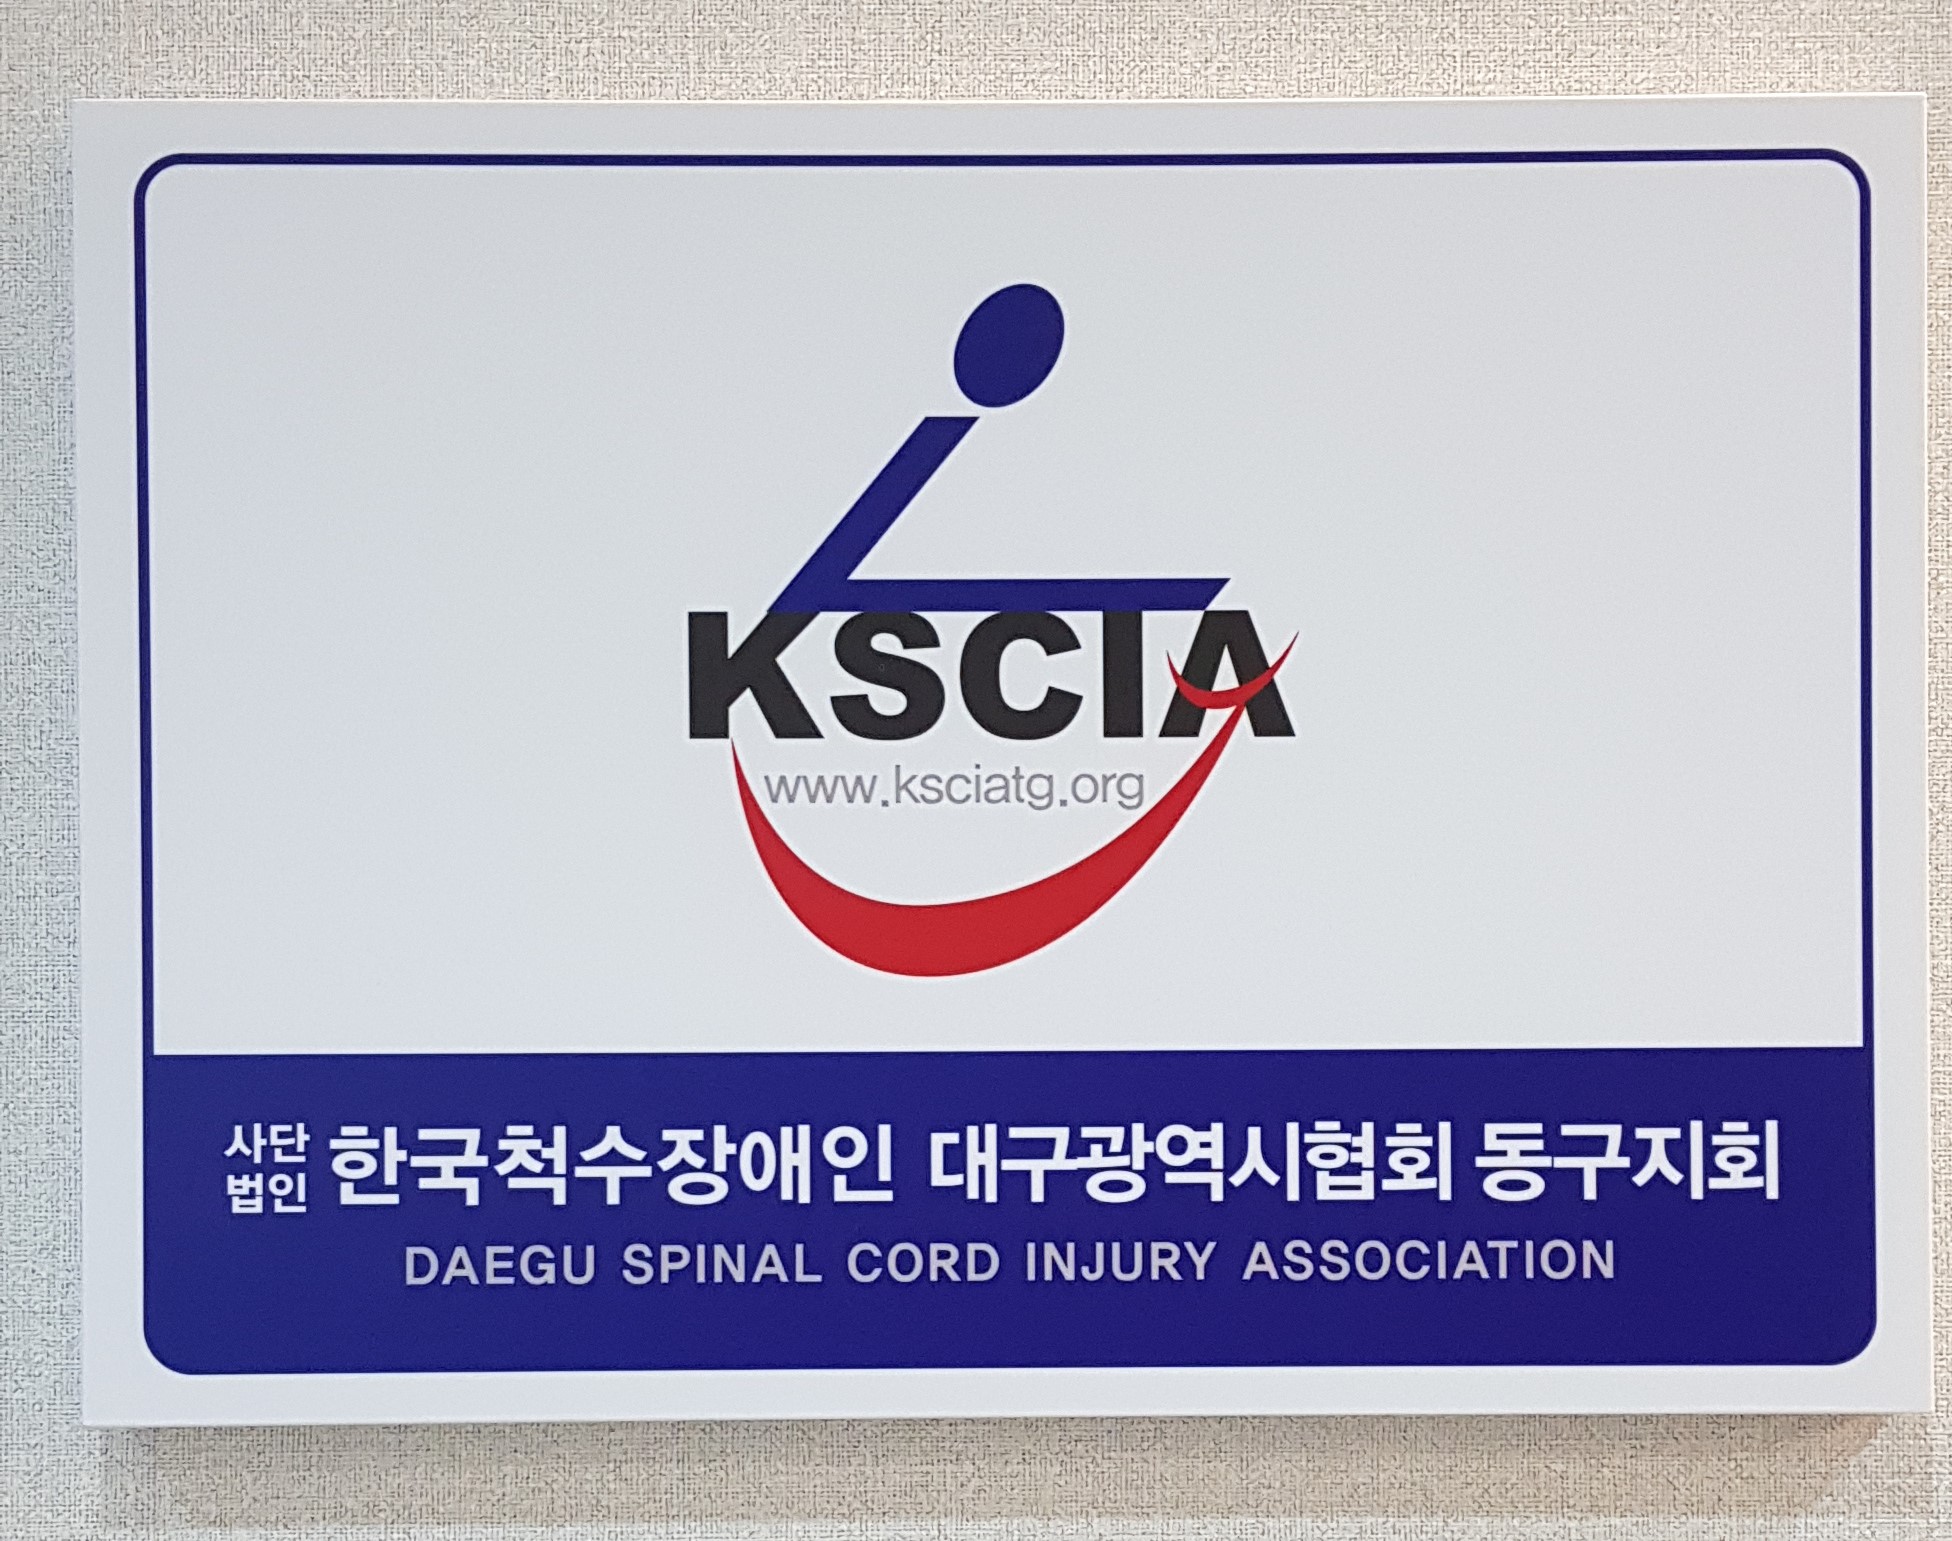 KSCIA
www.ksciatg.org
사단
법인
한국척수장애인 대구광역시협회 동구지회
DAEGU SPINAL CORD INJURY ASSOCIATION